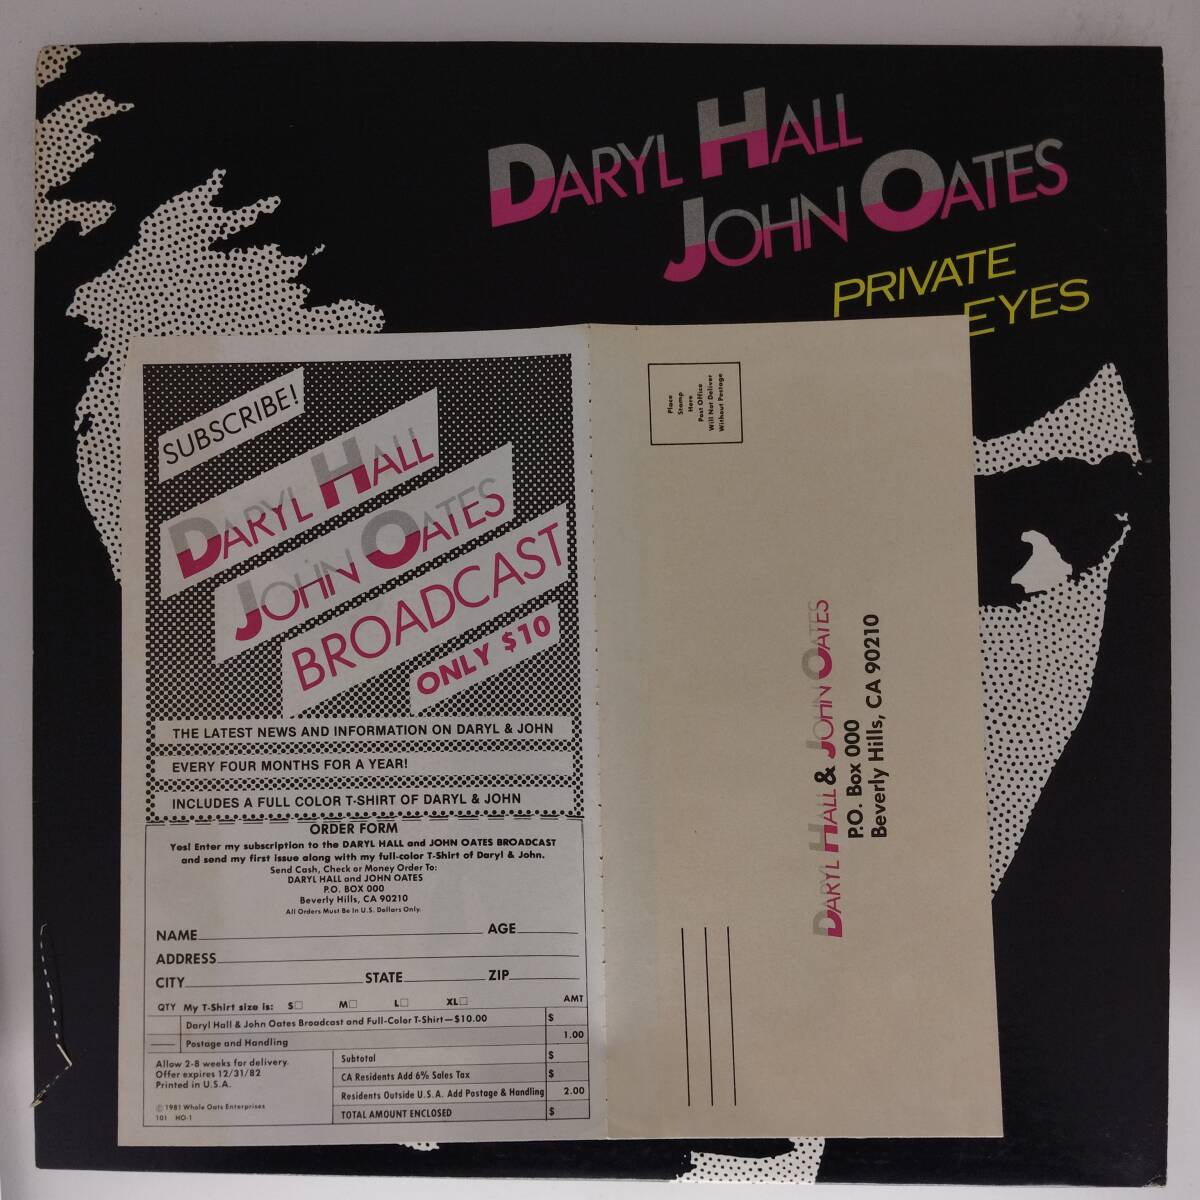 DARYL HALL
JOHN OATES
PRIVATE
EYES
SUBSCRIBE!
DARYL HALL
JOHN OATES
BROADCAST
ONLY $10
THE LATEST NEWS AND INFORMATION ON DARYL & JOHN
EVERY FOUR MONTHS FOR A YEAR!
INCLUDES A FULL COLOR T-SHIRT OF DARYL & JOHN
ORDER FORM
Yes! Enter my subscription to the DARYL HALL and JOHN OATES BROADCAST
and send my first issue along with my full-color T-Shirt of Daryl & John.
Send Cash, Check or Money Order To:
DARYL HALL and JOHN OATES
P.O. BOX 000
Beverly Hills, CA 90210
All Orders Must Be In U.S. Dollars Only.
NAME AGE
ADDRESS
CITY STATE ZIP
QTY My T-Shirt size is: S□ M□ L□ XL□ AMT
Daryl Hall & John Oates Broadcast and Full-Color T-Shirt—$10.00 $
Postage and Handling 1.00
Allow 2-8 weeks for delivery.
Offer expires 12/31/82
Printed in U.S.A.
© 1981 Whole Oats Enterprises
101 HO-1
Subtotal $
CA Residents Add 6% Sales Tax $
Residents Outside U.S.A. Add Postage & Handling 2.00
TOTAL AMOUNT ENCLOSED $
Place
Stamp
Here
Post Office
Will Not Deliver
Without Postage
DARYL HALL & JOHN OATES
P.O. Box 000
Beverly Hills, CA 90210